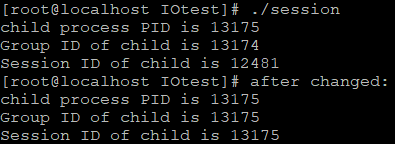 [root@localhost IOtest]# ./session
child process PID is 13175
Group ID of child is 13174
Session ID of child is 12481
[root@localhost IOtest]# after changed:
child process PID is 13175
Group ID of child is 13175
Session ID of child is 13175